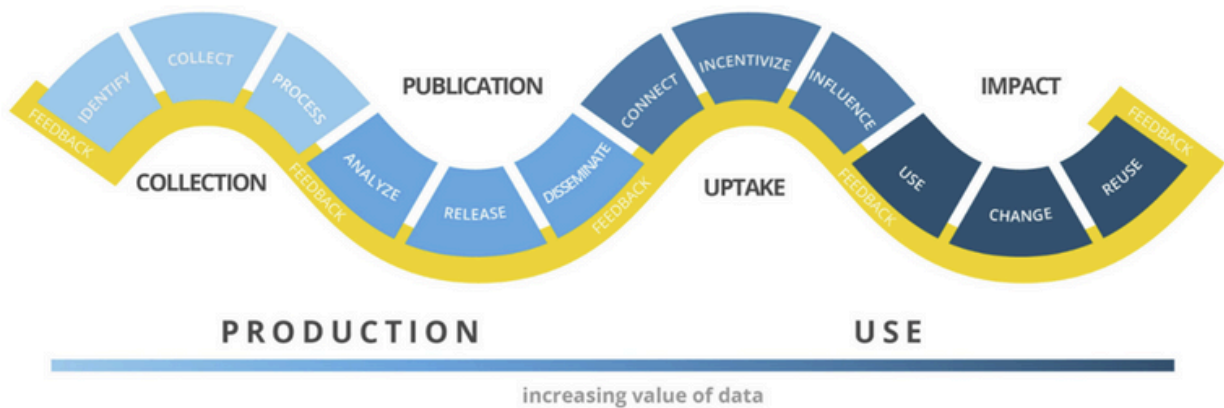 COLLECT
INCENTIVIZE
IDENTIFY
PROCESS
PUBLICATION
CONNECT
INFLUENCE
IMPACT
FEEDBACK
FEEDBACK
COLLECTION
FEEDBACK
ANALYZE
RELEASE
DISSEMINATE
FEEDBACK
UPTAKE
FEEDBACK
USE
CHANGE
REUSE
PRODUCTION
USE
increasing value of data